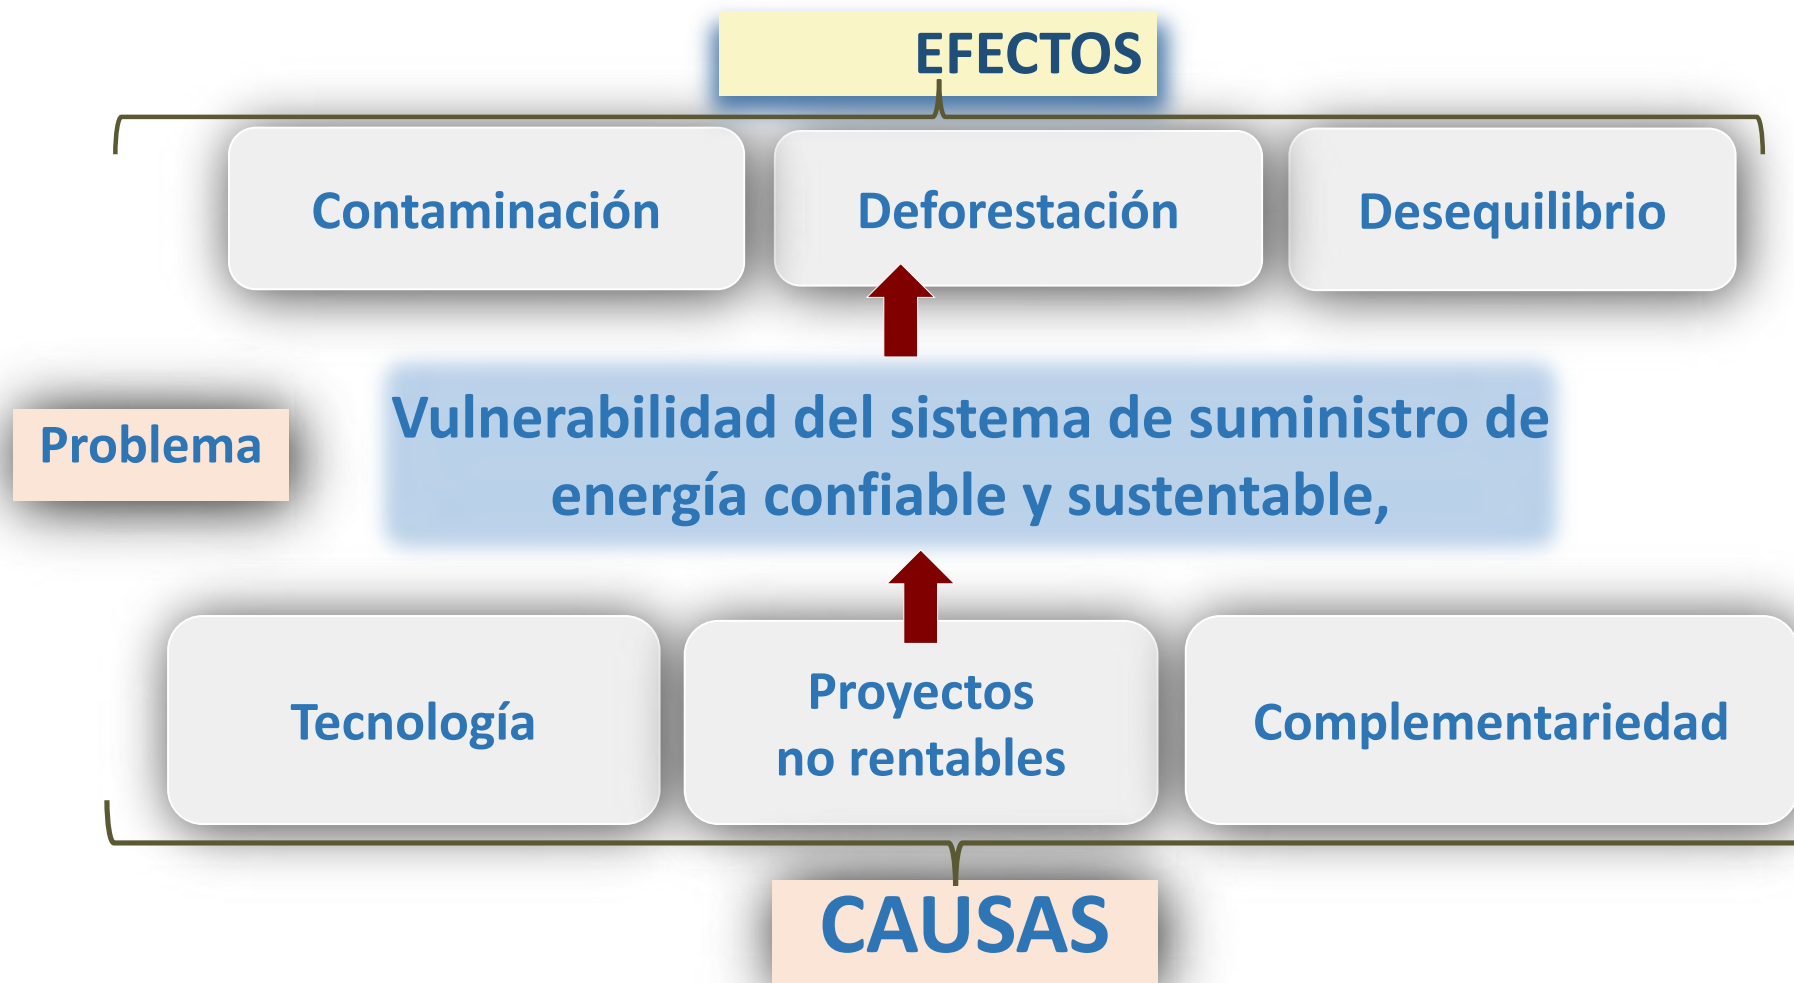 EFECTOS
Contaminación
Deforestación
Desequilibrio
Problema
Vulnerabilidad del sistema de suministro de
energía confiable y sustentable,
Tecnología
Proyectos
no rentables
Complementariedad
CAUSAS